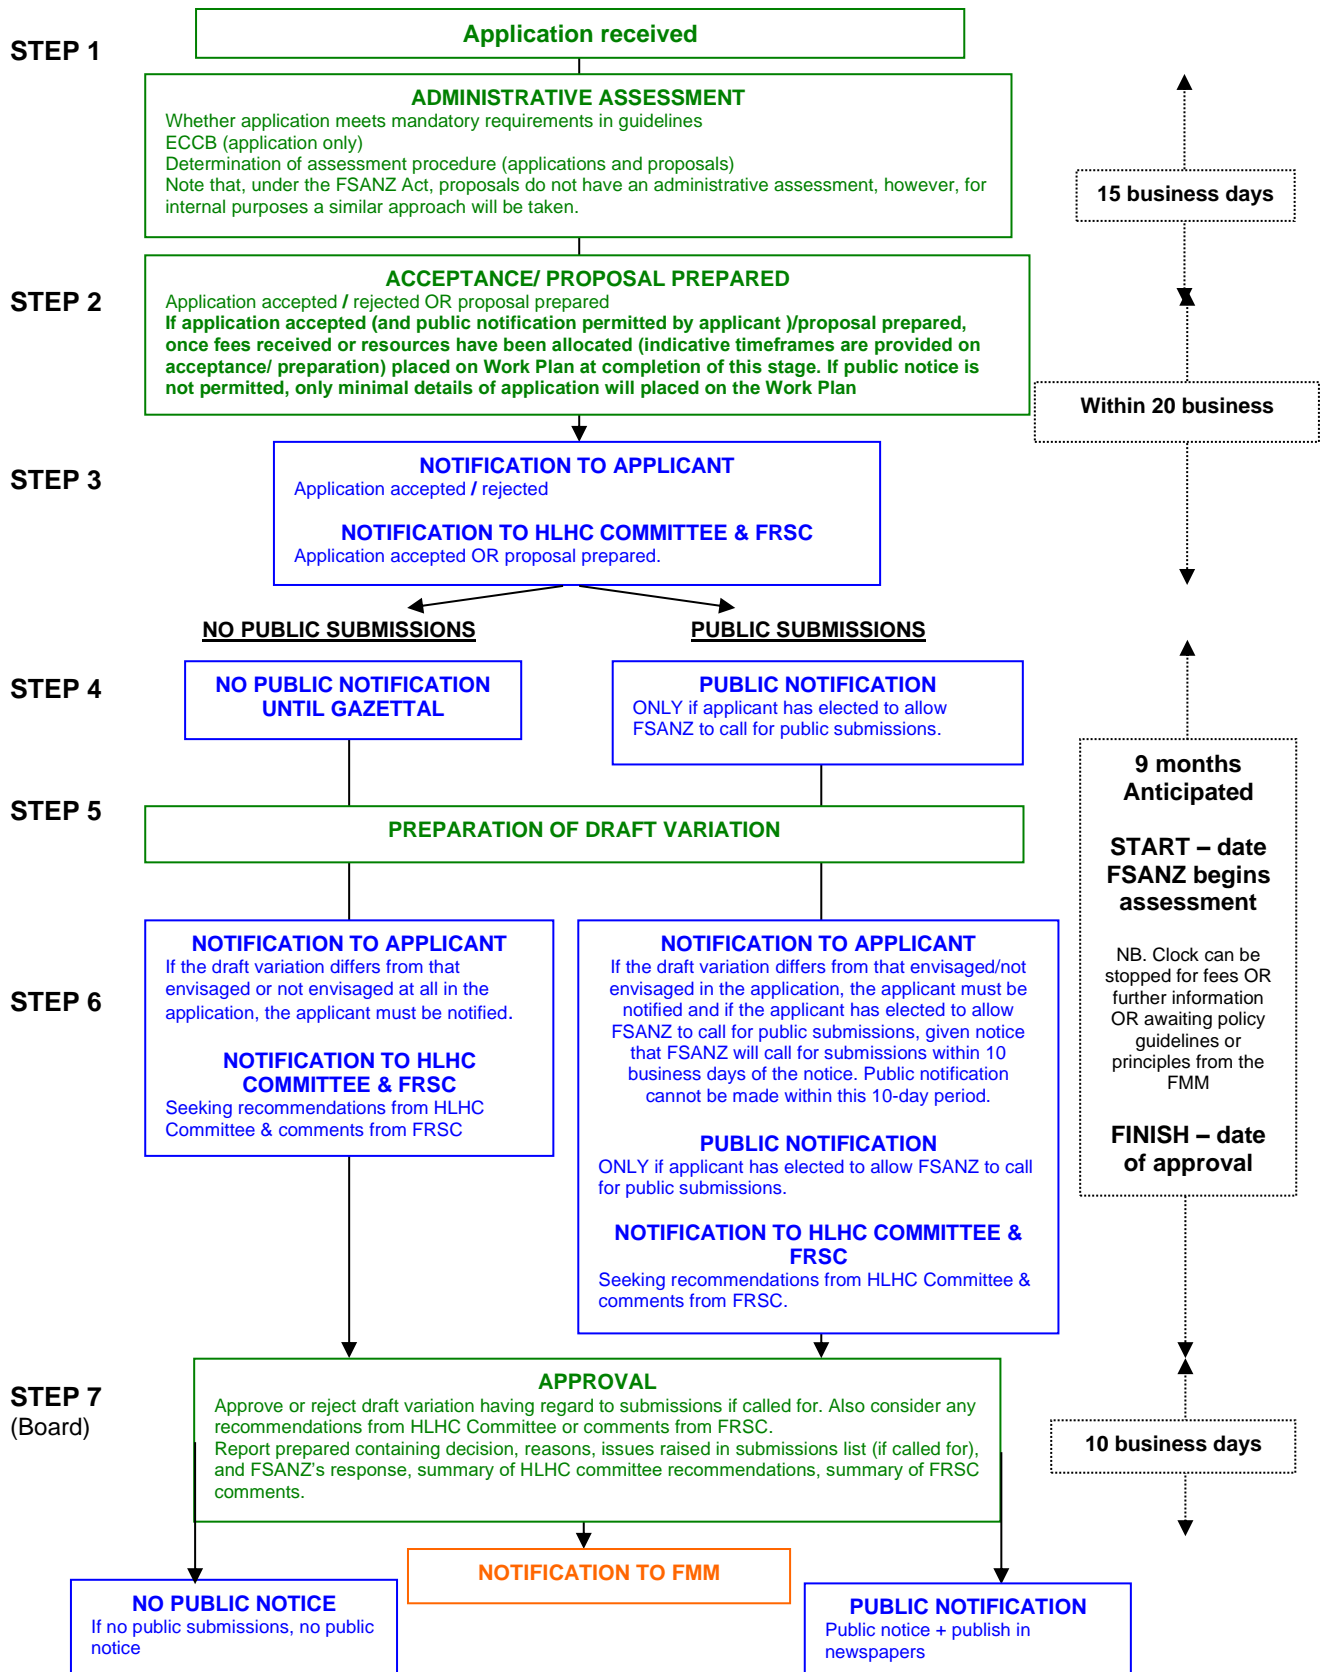 STEP 1
Application received
ADMINISTRATIVE ASSESSMENT
Whether application meets mandatory requirements in guidelines
ECCB (application only)
Determination of assessment procedure (applications and proposals)
Note that, under the FSANZ Act, proposals do not have an administrative assessment, however, for
internal purposes a similar approach will be taken.
15 business days
STEP 2
ACCEPTANCE/ PROPOSAL PREPARED
Application accepted / rejected OR proposal prepared
If application accepted (and public notification permitted by applicant )/proposal prepared,
once fees received or resources have been allocated (indicative timeframes are provided on
acceptance/ preparation) placed on Work Plan at completion of this stage. If public notice is
not permitted, only minimal details of application will placed on the Work Plan
Within 20 business
STEP 3
NOTIFICATION TO APPLICANT
Application accepted / rejected
NOTIFICATION TO HLHC COMMITTEE & FRSC
Application accepted OR proposal prepared.
NO PUBLIC SUBMISSIONS
PUBLIC SUBMISSIONS
STEP 4
NO PUBLIC NOTIFICATION
UNTIL GAZETTAL
PUBLIC NOTIFICATION
ONLY if applicant has elected to allow
FSANZ to call for public submissions.
STEP 5
PREPARATION OF DRAFT VARIATION
9 months
Anticipated
START – date
FSANZ begins
assessment
NB. Clock can be
stopped for fees OR
further information
OR awaiting policy
guidelines or
principles from the
FMM
FINISH – date
of approval
STEP 6
NOTIFICATION TO APPLICANT
If the draft variation differs from that
envisaged or not envisaged at all in the
application, the applicant must be notified.
NOTIFICATION TO HLHC
COMMITTEE & FRSC
Seeking recommendations from HLHC
Committee & comments from FRSC
NOTIFICATION TO APPLICANT
If the draft variation differs from that envisaged/not
envisaged in the application, the applicant must be
notified and if the applicant has elected to allow
FSANZ to call for public submissions, given notice
that FSANZ will call for submissions within 10
business days of the notice. Public notification
cannot be made within this 10-day period.
PUBLIC NOTIFICATION
ONLY if applicant has elected to allow FSANZ to call
for public submissions.
NOTIFICATION TO HLHC COMMITTEE &
FRSC
Seeking recommendations from HLHC Committee &
comments from FRSC.
STEP 7
(Board)
APPROVAL
Approve or reject draft variation having regard to submissions if called for. Also consider any
recommendations from HLHC Committee or comments from FRSC.
Report prepared containing decision, reasons, issues raised in submissions list (if called for),
and FSANZ's response, summary of HLHC committee recommendations, summary of FRSC
comments.
10 business days
NOTIFICATION TO FMM
NO PUBLIC NOTICE
If no public submissions, no public
notice
PUBLIC NOTIFICATION
Public notice + publish in
newspapers